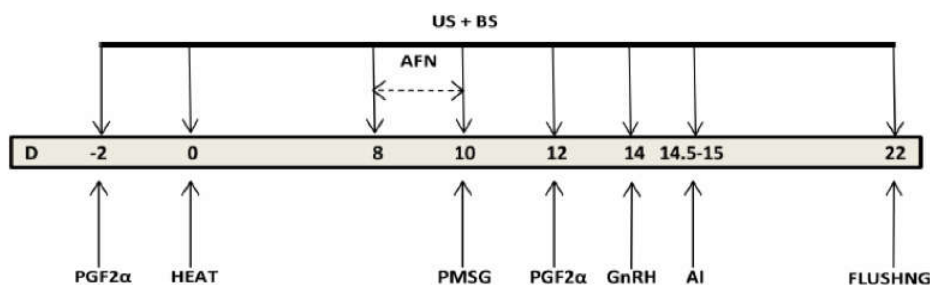 US + BS
AFN
D -2 0 8 10 12 14 14.5-15 22
PGF2α HEAT PMSG PGF2α GnRH AI FLUSHNG